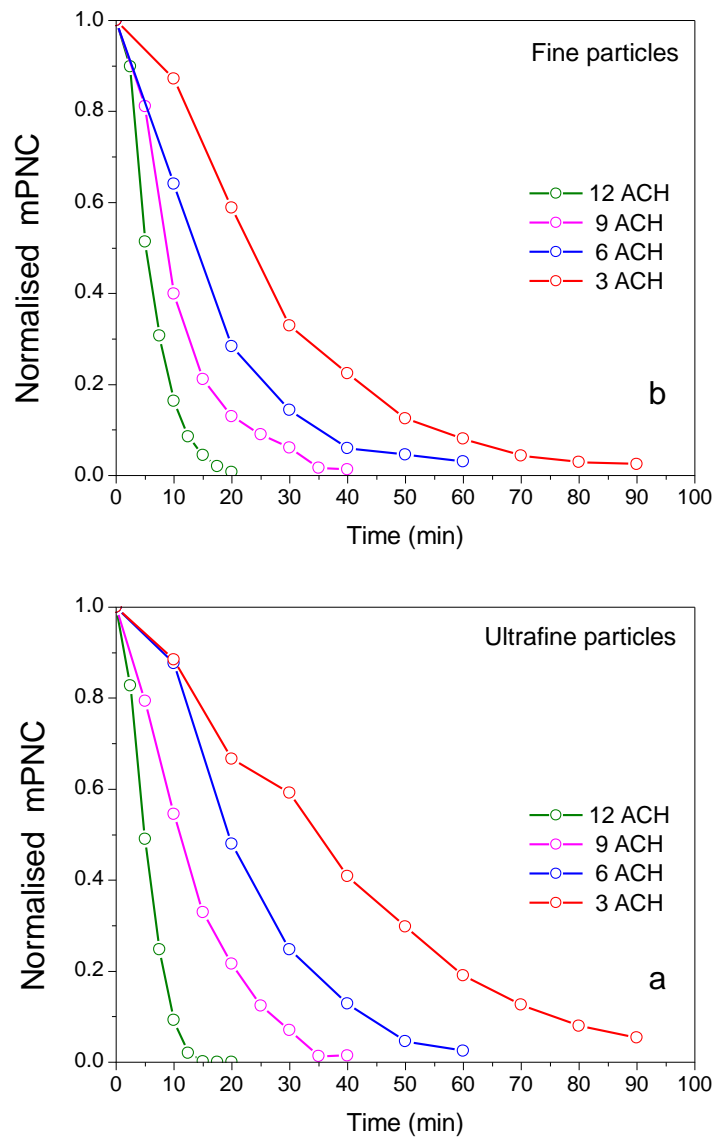 1.0
Fine particles
0.8
Normalised mPNC
0.6
12 ACH
9 ACH
0.4
6 ACH
3 ACH
0.2
b
0.0
0 10 20 30 40 50 60 70 80 90 100
Time (min)
1.0
Ultrafine particles
0.8
Normalised mPNC
0.6
12 ACH
9 ACH
0.4
6 ACH
3 ACH
0.2
a
0.0
0 10 20 30 40 50 60 70 80 90 100
Time (min)